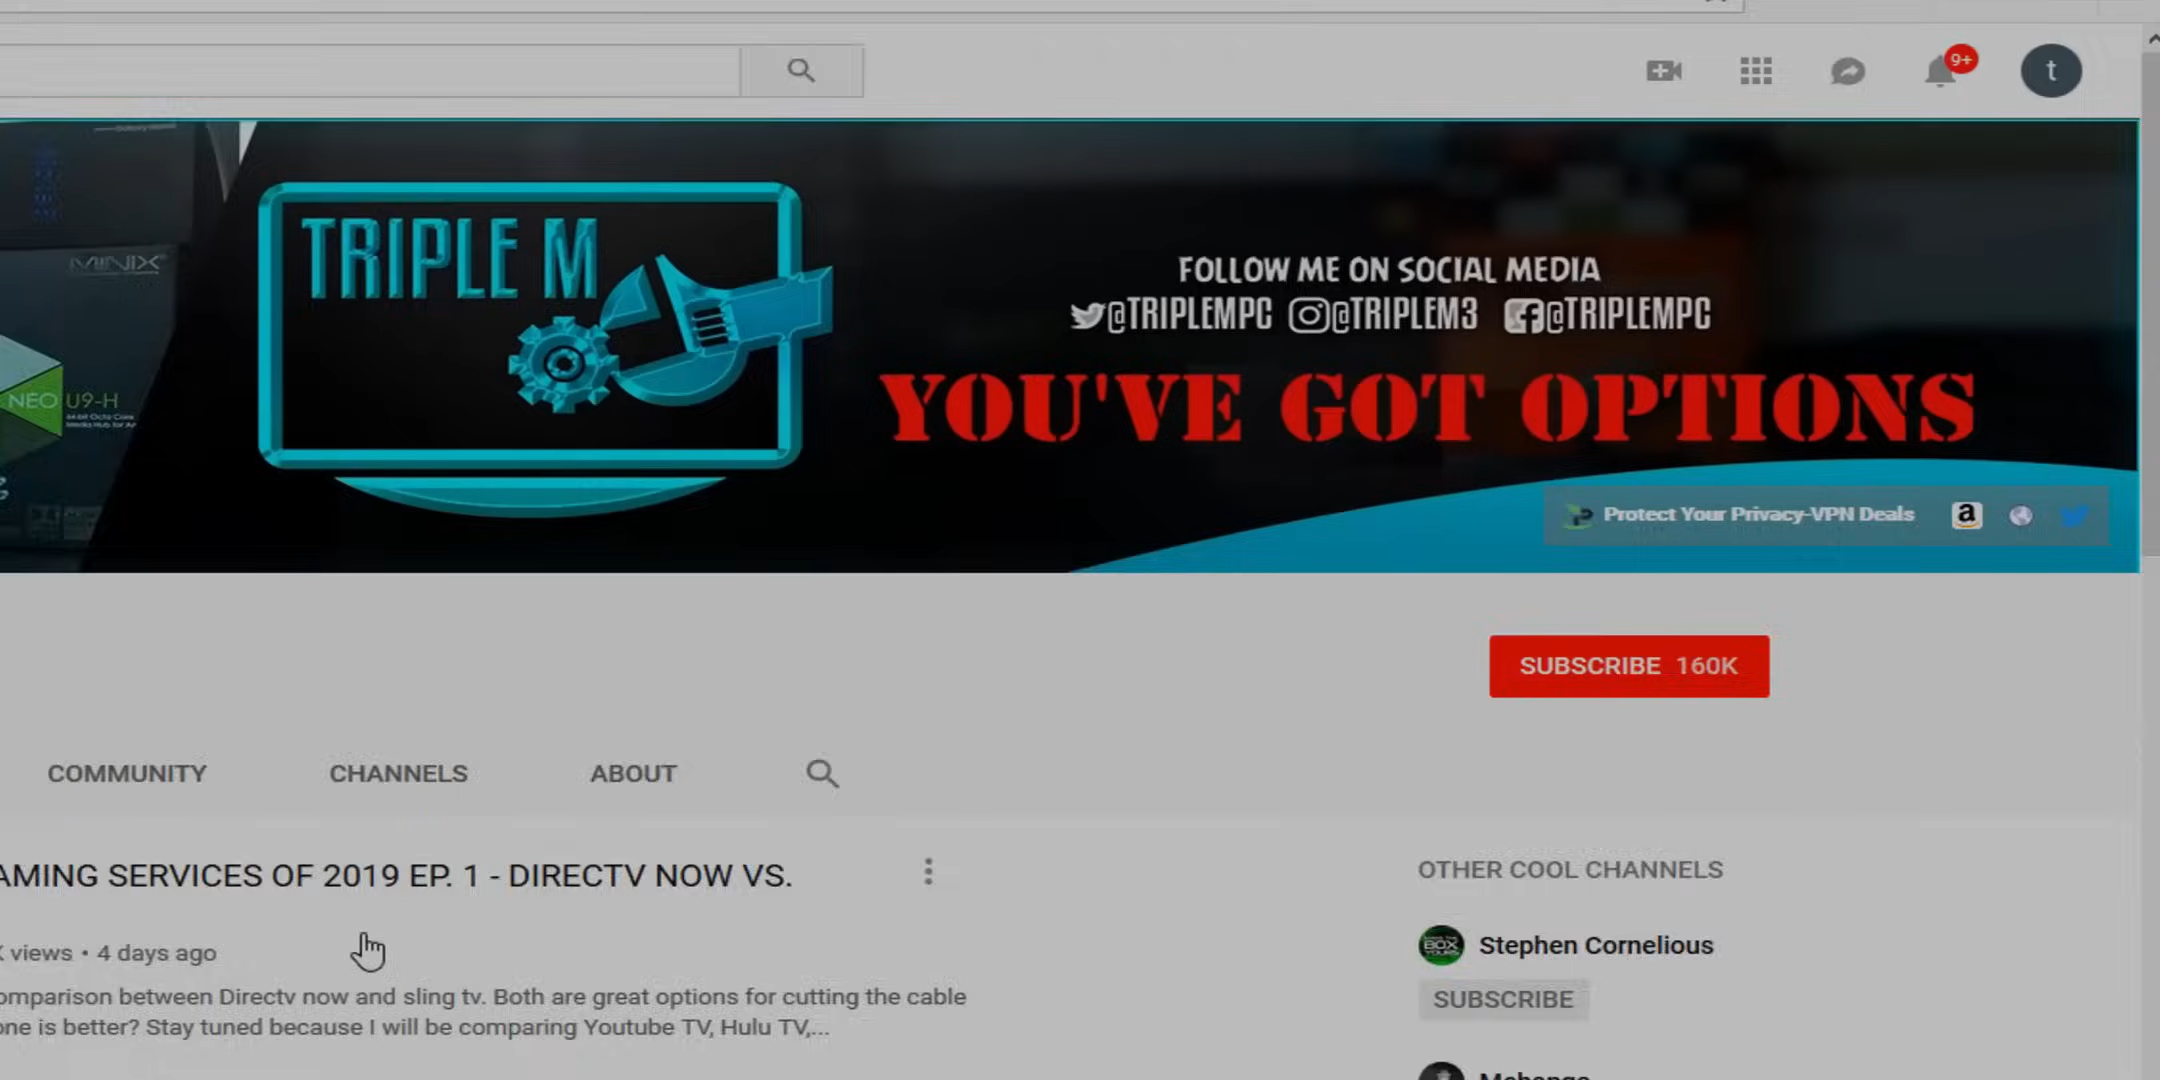 9+
t
MINIX
TRIPLE M
FOLLOW ME ON SOCIAL MEDIA
@TRIPLEMPC @TRIPLEM3 @TRIPLEMPC
YOU'VE GOT OPTIONS
NEO U9-H
Protect Your Privacy-VPN Deals
SUBSCRIBE 160K
COMMUNITY CHANNELS ABOUT
AMING SERVICES OF 2019 EP. 1 - DIRECTV NOW VS.
OTHER COOL CHANNELS
K views • 4 days ago
Stephen Cornelious
omparison between Directv now and sling tv. Both are great options for cutting the cable
SUBSCRIBE
one is better? Stay tuned because I will be comparing Youtube TV, Hulu TV,...